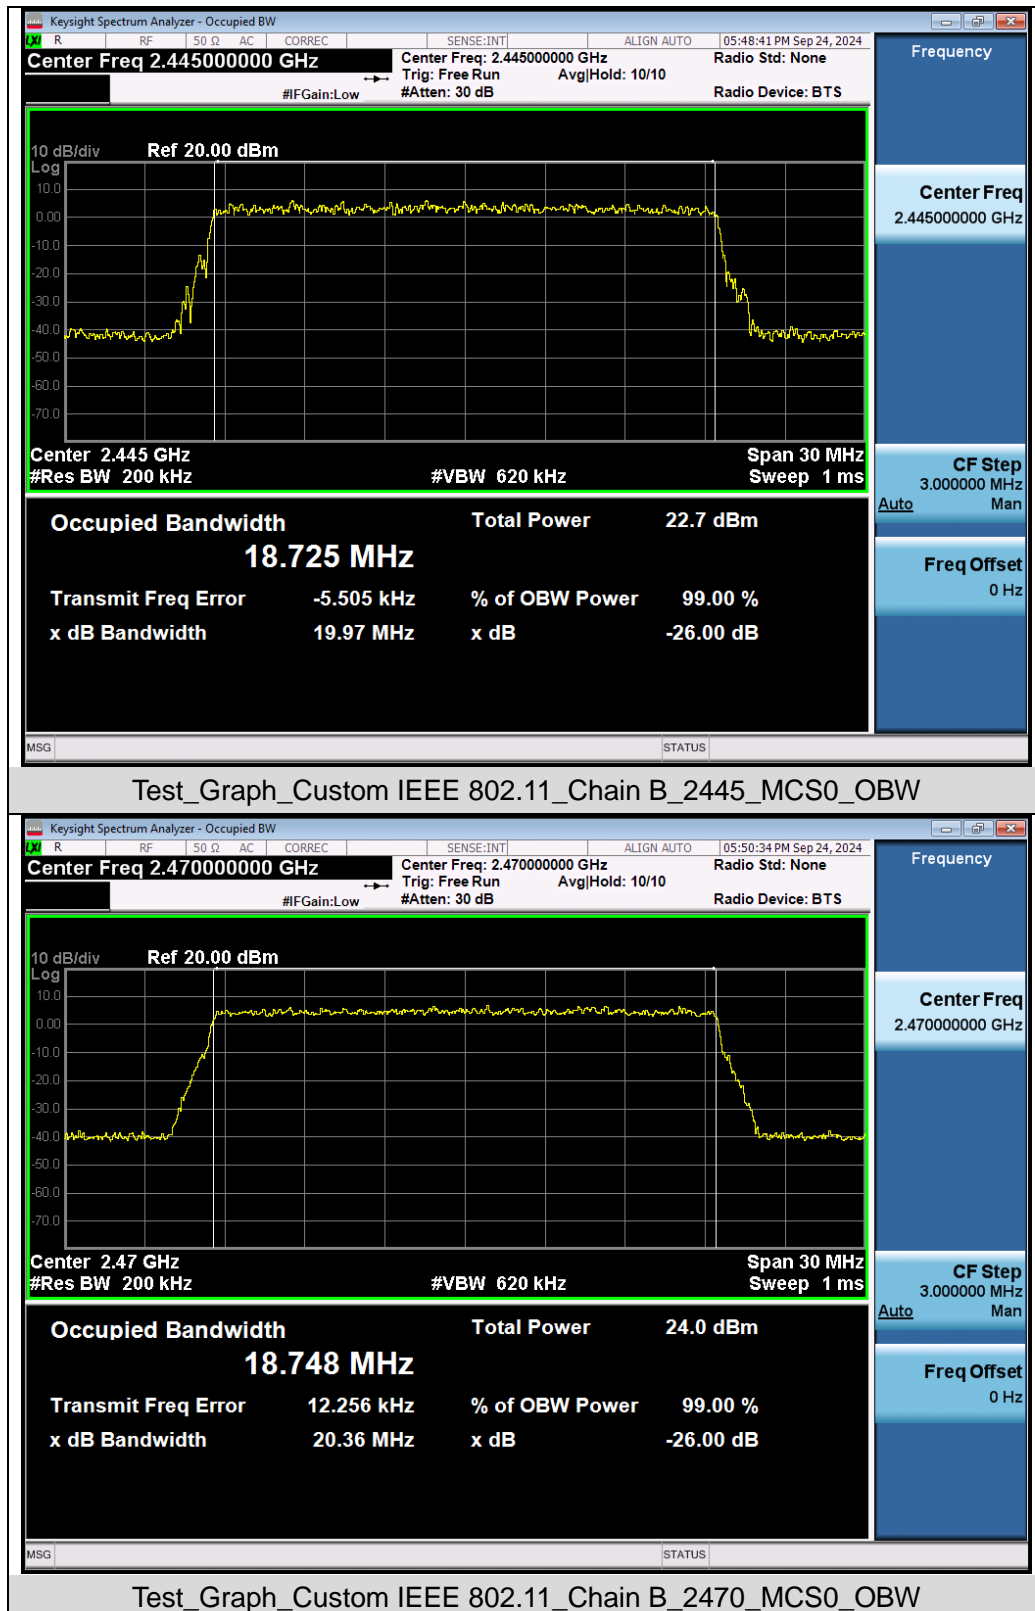 Keysight Spectrum Analyzer - Occupied BW
LXI R RF 50 Ω AC CORREC SENSE:INT ALIGN AUTO 05:48:41 PM Sep 24, 2024
Center Freq 2.445000000 GHz
Center Freq: 2.445000000 GHz Radio Std: None
Trig: Free Run Avg|Hold: 10/10
#IFGain:Low #Atten: 30 dB Radio Device: BTS
Frequency
10 dB/div Ref 20.00 dBm
Log
10.0
0.00
-10.0
-20.0
-30.0
-40.0
-50.0
-60.0
-70.0
Center 2.445 GHz Span 30 MHz
#Res BW 200 kHz #VBW 620 kHz Sweep 1 ms
Center Freq
2.445000000 GHz
CF Step
3.000000 MHz
Auto Man
Freq Offset
0 Hz
Occupied Bandwidth Total Power 22.7 dBm
18.725 MHz
Transmit Freq Error -5.505 kHz % of OBW Power 99.00 %
x dB Bandwidth 19.97 MHz x dB -26.00 dB
MSG STATUS
Test_Graph_Custom IEEE 802.11_Chain B_2445_MCS0_OBW
Keysight Spectrum Analyzer - Occupied BW
LXI R RF 50 Ω AC CORREC SENSE:INT ALIGN AUTO 05:50:34 PM Sep 24, 2024
Center Freq 2.470000000 GHz
Center Freq: 2.470000000 GHz Radio Std: None
Trig: Free Run Avg|Hold: 10/10
#IFGain:Low #Atten: 30 dB Radio Device: BTS
Frequency
10 dB/div Ref 20.00 dBm
Log
10.0
0.00
-10.0
-20.0
-30.0
-40.0
-50.0
-60.0
-70.0
Center 2.47 GHz Span 30 MHz
#Res BW 200 kHz #VBW 620 kHz Sweep 1 ms
Center Freq
2.470000000 GHz
CF Step
3.000000 MHz
Auto Man
Freq Offset
0 Hz
Occupied Bandwidth Total Power 24.0 dBm
18.748 MHz
Transmit Freq Error 12.256 kHz % of OBW Power 99.00 %
x dB Bandwidth 20.36 MHz x dB -26.00 dB
MSG STATUS
Test_Graph_Custom IEEE 802.11_Chain B_2470_MCS0_OBW